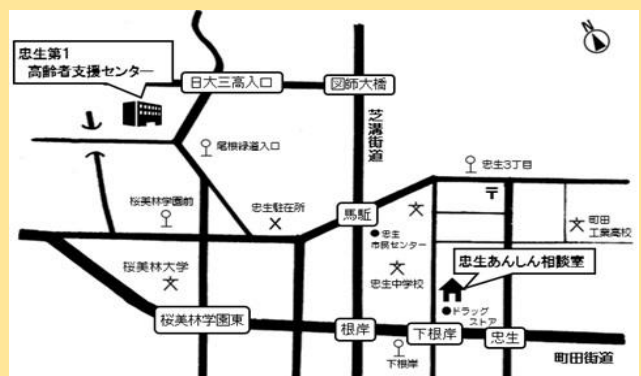 忠生第1
高齢者支援センター
N
日大三高入口
図師大橋
芝溝街道
尾根緑道入口
忠生3丁目
桜美林学園前
忠生駐在所
馬駈
忠生
市民センター
町田
工業高校
忠生あんしん相談室
桜美林大学
忠生中学校
ドラッグ
ストア
桜美林学園東
根岸
下根岸
忠生
下根岸
町田街道